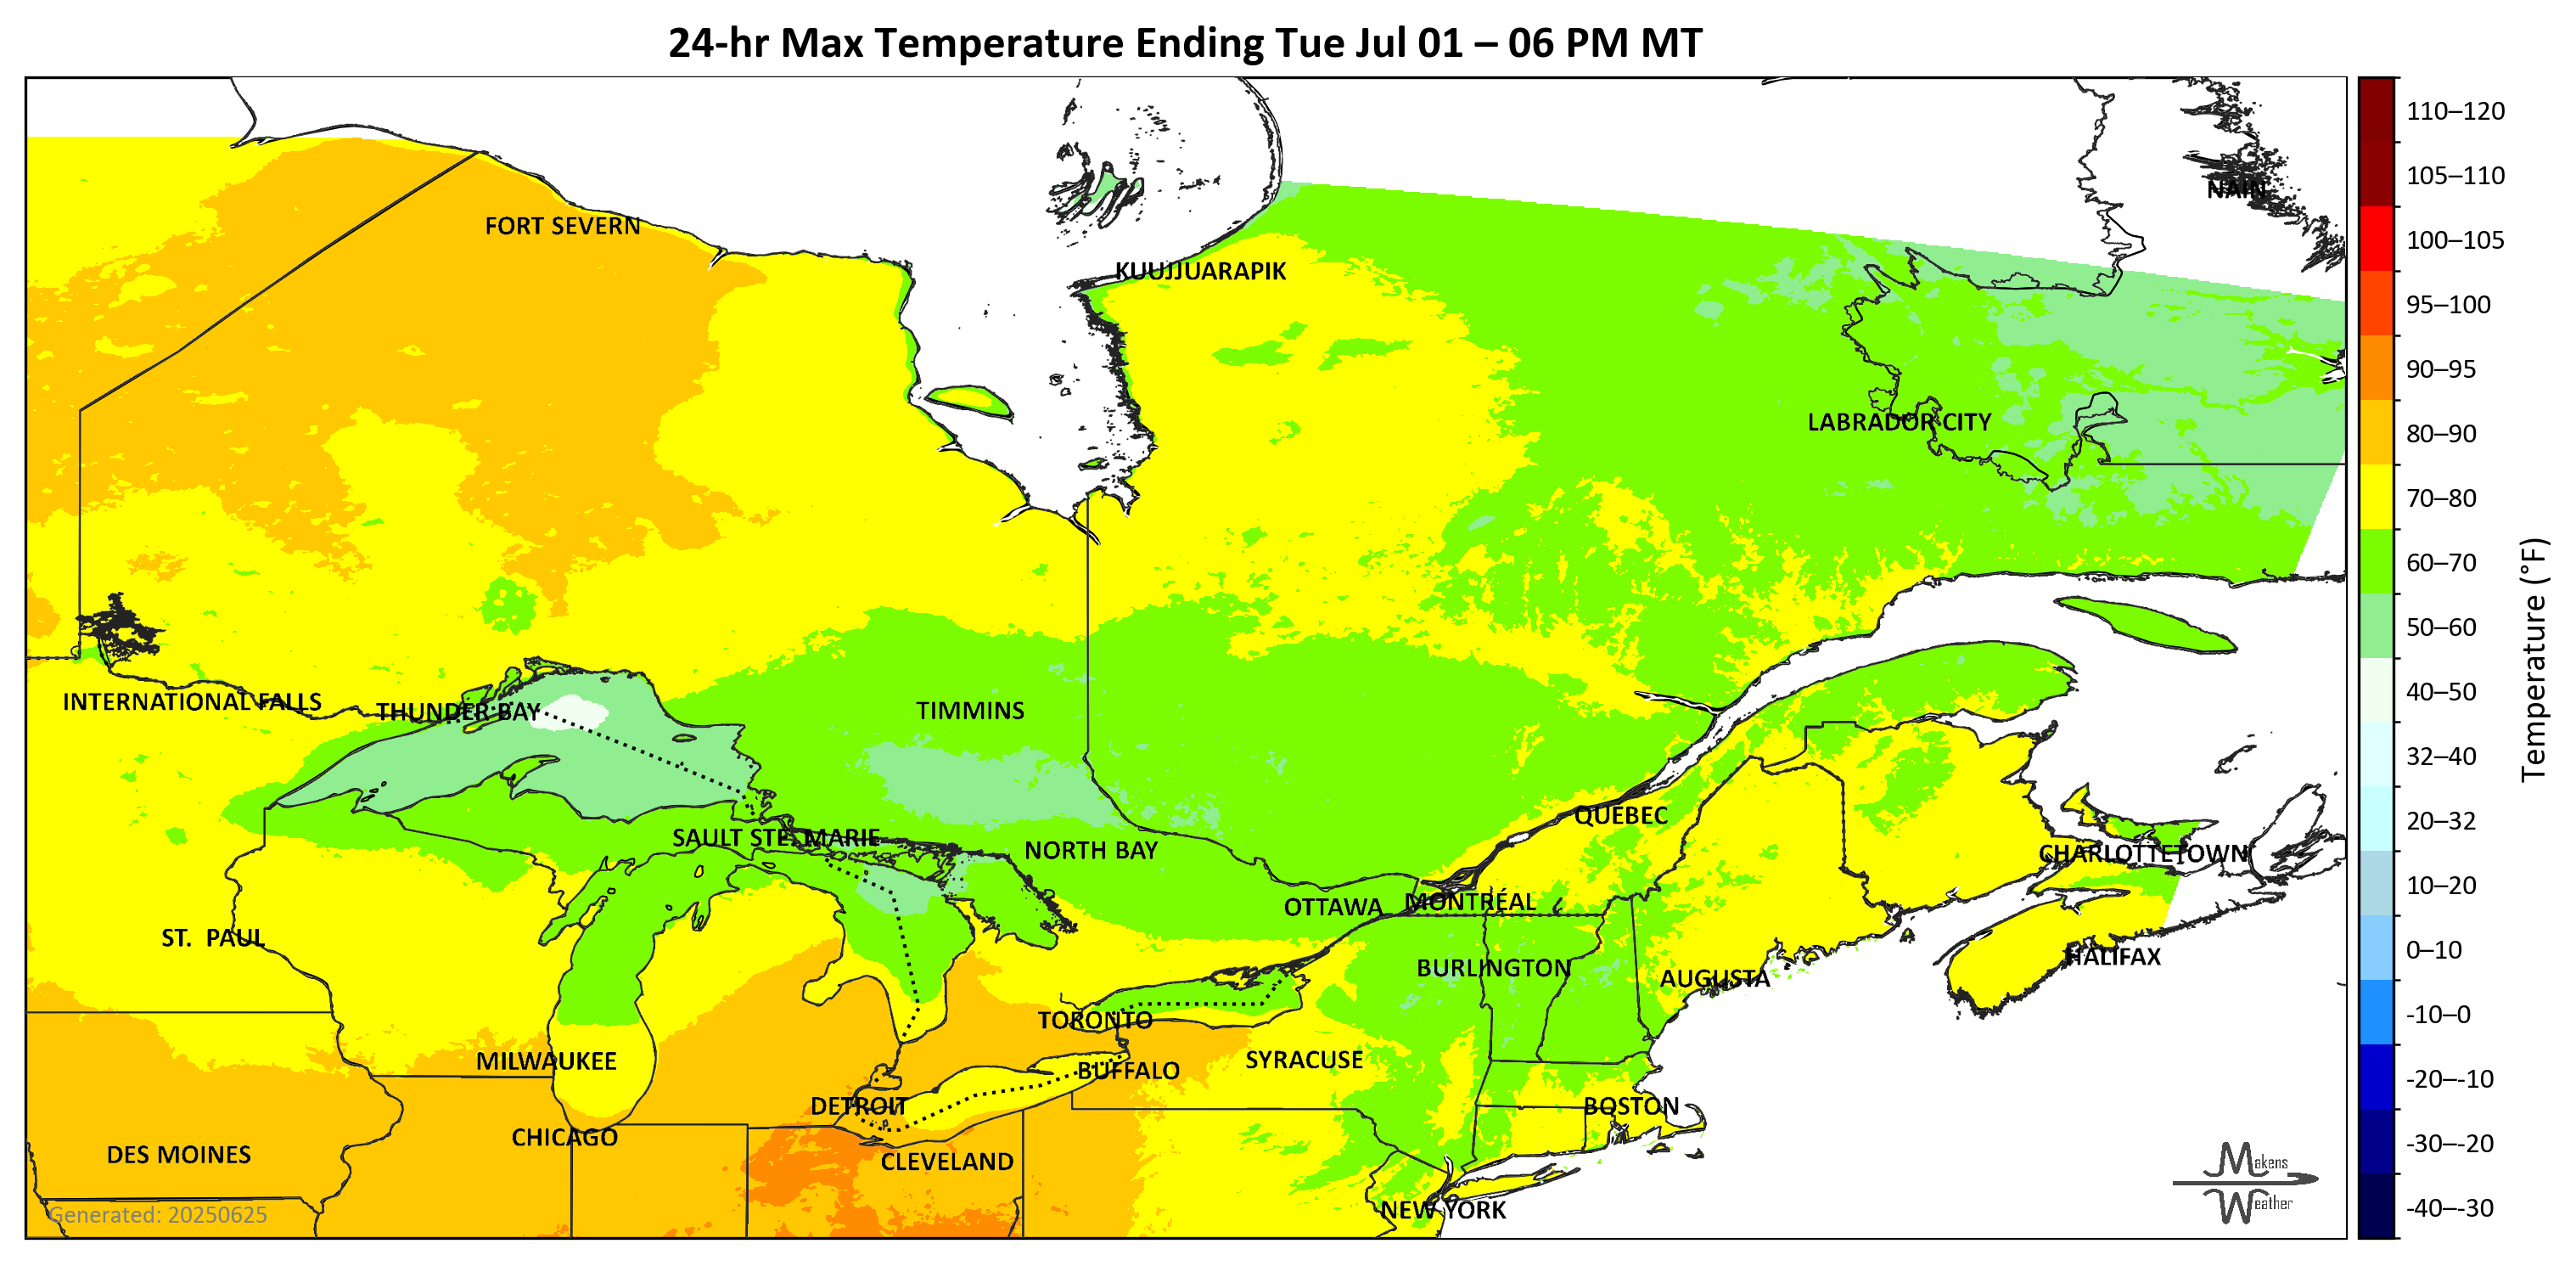 24-hr Max Temperature Ending Tue Jul 01 – 06 PM MT
110–120
105–110
NAIN
FORT SEVERN
100–105
KUUJJUARAPIK
95–100
90–95
LABRADOR CITY
80–90
70–80
60–70
50–60
Temperature (°F)
40–50
INTERNATIONAL FALLS
THUNDER BAY
TIMMINS
32–40
QUEBEC
20–32
SAULT STE. MARIE
NORTH BAY
CHARLOTTETOWN
10–20
OTTAWA
MONTRÉAL
ST. PAUL
0–10
HALIFAX
BURLINGTON
AUGUSTA
-10–0
TORONTO
MILWAUKEE
SYRACUSE
BUFFALO
-20–-10
DETROIT
BOSTON
CHICAGO
-30–-20
DES MOINES
CLEVELAND
Makens
Weather
-40–-30
NEW YORK
Generated: 20250625